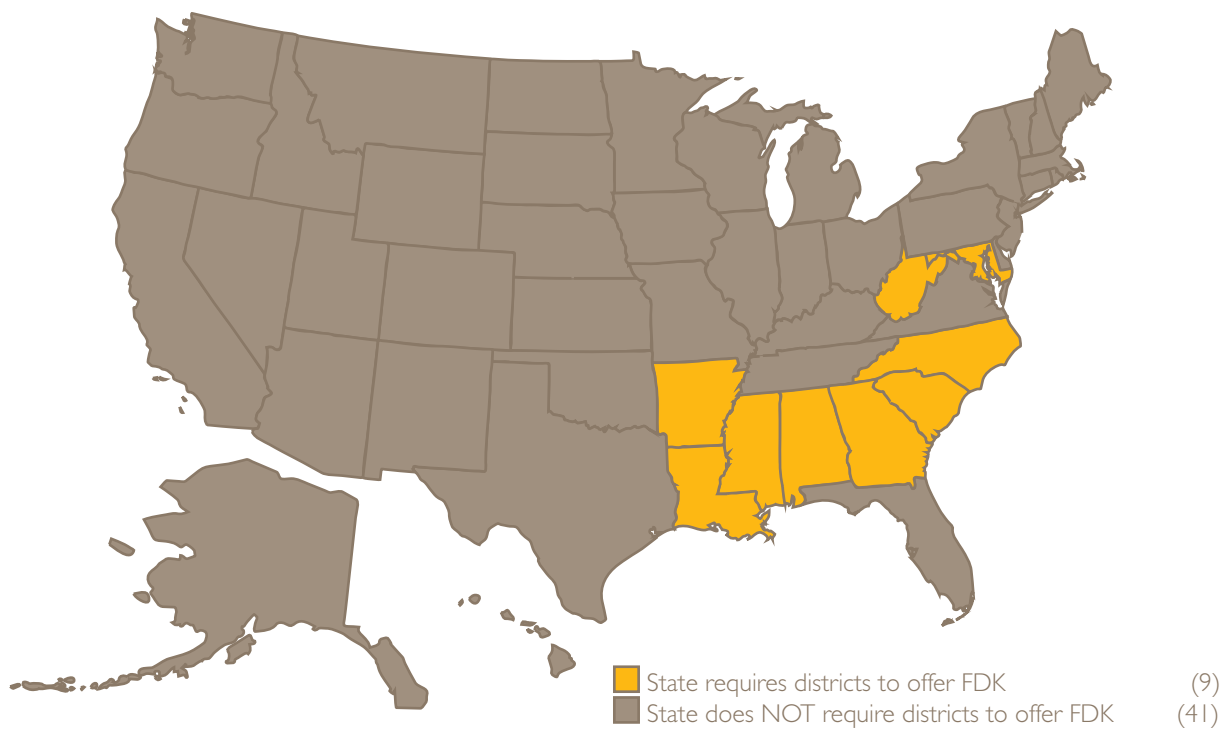 State requires districts to offer FDK (9)
State does NOT require districts to offer FDK (41)